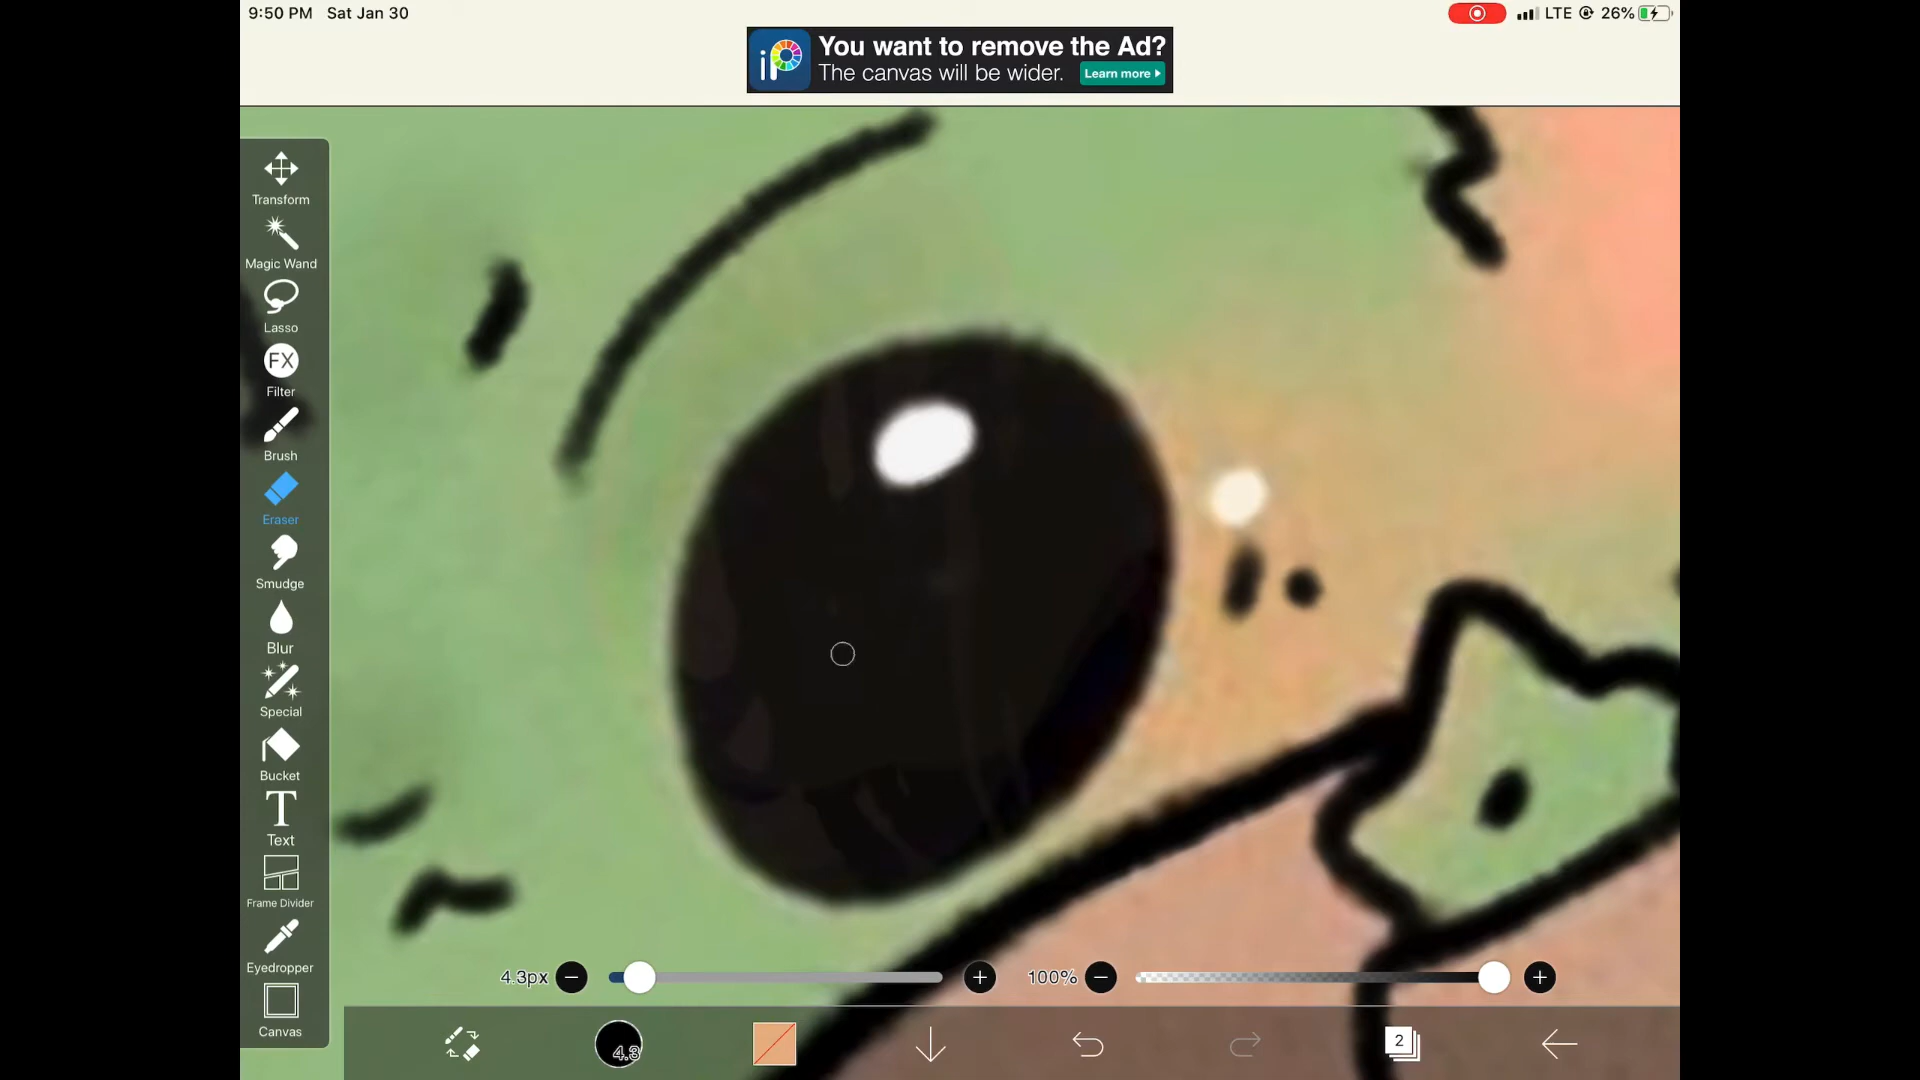 9:50 PM Sat Jan 30
LTE 26%
iP
You want to remove the Ad?
The canvas will be wider. Learn more
Transform
Magic Wand
Lasso
FX
Filter
Brush
Eraser
Smudge
Blur
Special
Bucket
T
Text
Frame Divider
Eyedropper
Canvas
4.3px 100%
4.3
2